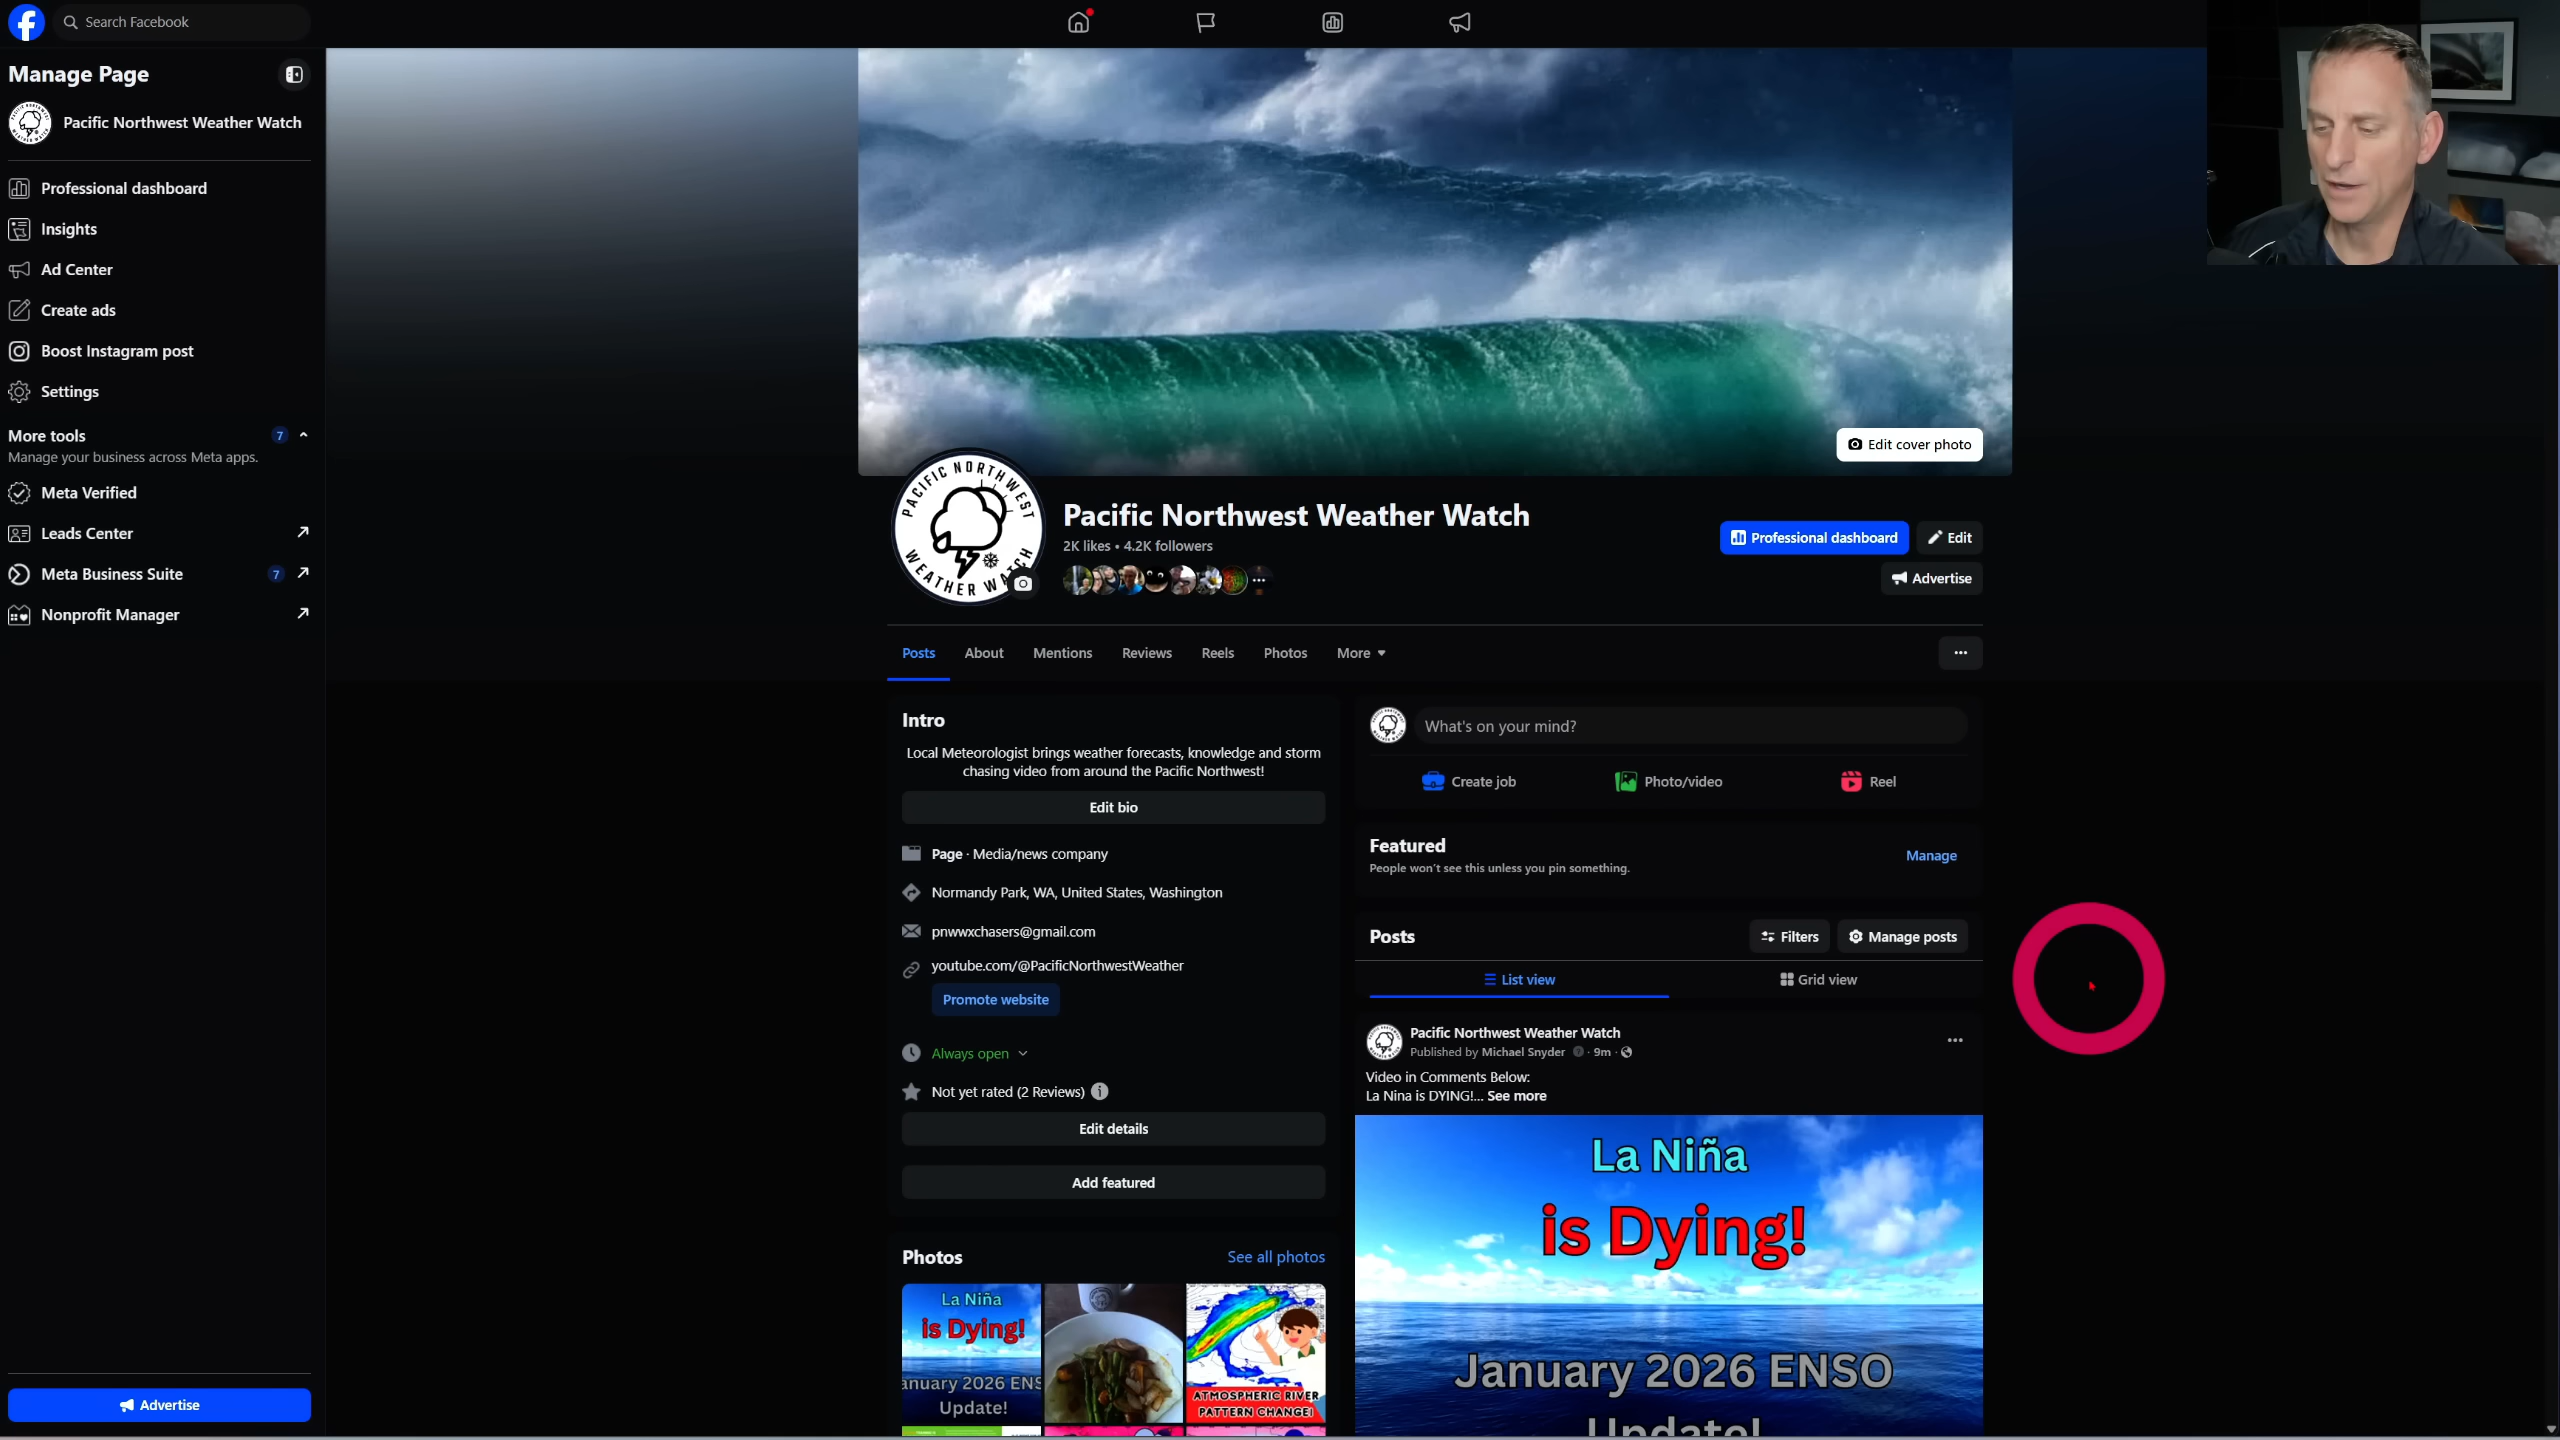 Search Facebook
Manage Page
Pacific Northwest Weather Watch
Professional dashboard
Insights
Ad Center
Create ads
Boost Instagram post
Settings
More tools
7
Manage your business across Meta apps.
Meta Verified
Leads Center
Meta Business Suite
7
Nonprofit Manager
Advertise
Edit cover photo
PACIFIC NORTHWEST
WEATHER WATCH
Pacific Northwest Weather Watch
2K likes • 4.2K followers
Professional dashboard
Edit
Advertise
Posts
About
Mentions
Reviews
Reels
Photos
More
Intro
Local Meteorologist brings weather forecasts, knowledge and storm
chasing video from around the Pacific Northwest!
Edit bio
Page · Media/news company
Normandy Park, WA, United States, Washington
pnwwxchasers@gmail.com
youtube.com/@PacificNorthwestWeather
Promote website
Always open
Not yet rated (2 Reviews)
Edit details
Add featured
Photos
See all photos
La Niña
is Dying!
anuary 2026 ENS
Update!
ATMOSPHERIC RIVER
PATTERN CHANGE!
What's on your mind?
Create job
Photo/video
Reel
Featured
People won't see this unless you pin something.
Manage
Posts
Filters
Manage posts
List view
Grid view
Pacific Northwest Weather Watch
Published by Michael Snyder · 9m ·
Video in Comments Below:
La Nina is DYING!... See more
La Niña
is Dying!
January 2026 ENSO
Update!